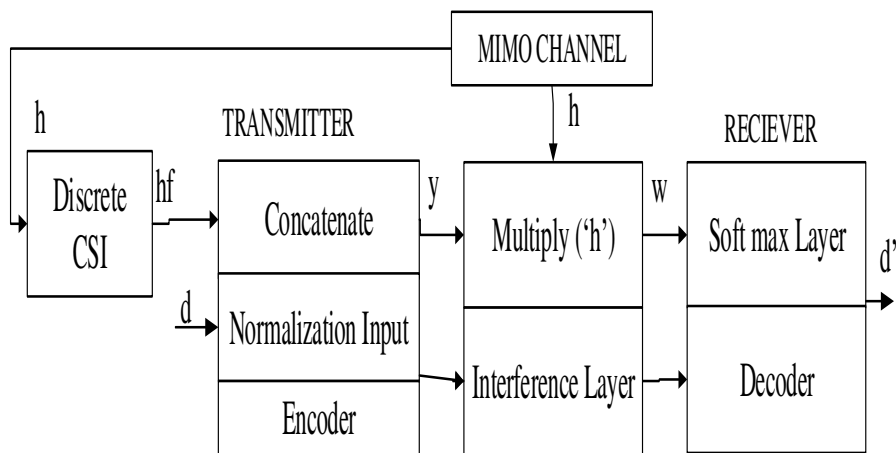 MIMO CHANNEL
h
h
TRANSMITTER
RECIEVER
Discrete
CSI
hf
Concatenate
y
Multiply (‘h’)
w
Soft max Layer
d’
d
Normalization Input
Interference Layer
Decoder
Encoder